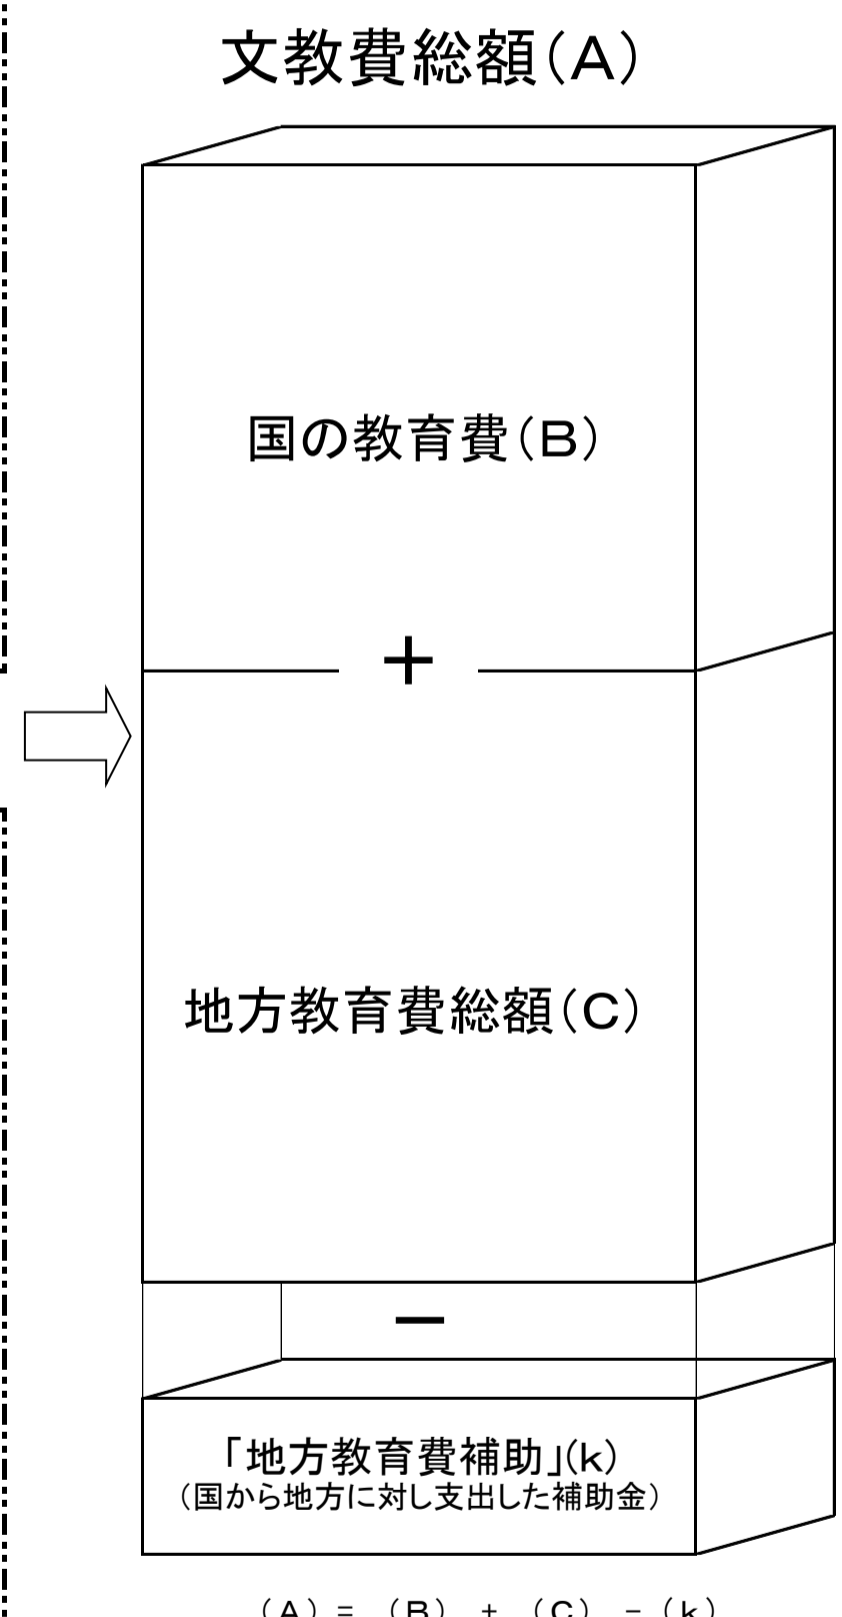 文教費総額（A）
国の教育費（B）
＋
地方教育費総額（C）
－
「地方教育費補助」(k)
（国から地方に対し支出した補助金）
（A）＝（B）＋（C）－（k）